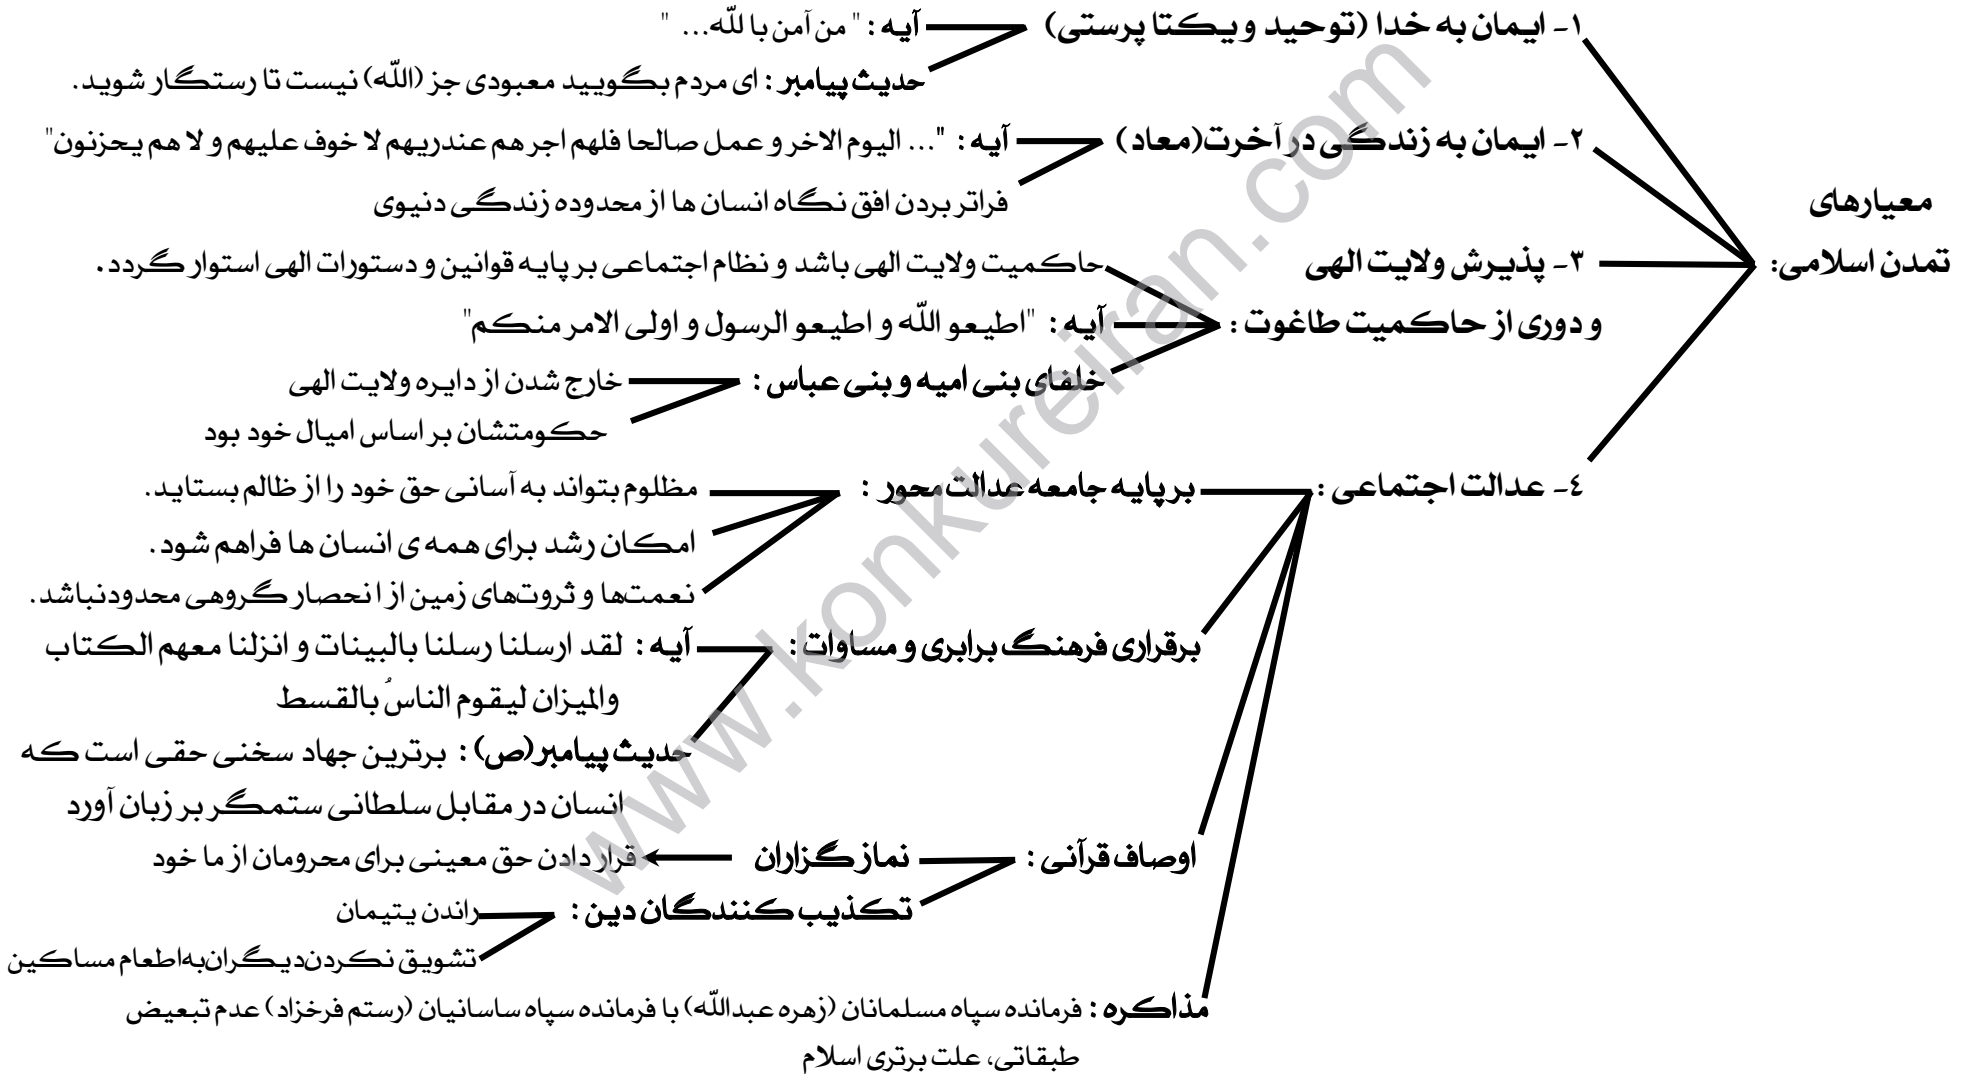 ۱- ایمان به خدا (توحید و یکتا پرستی) آیه : " من آمن با للّه... "
حدیث پیامبر : ای مردم بگویید معبودی جز (اللّه) نیست تا رستگار شوید.
۲- ایمان به زندگی در آخرت(معاد ) آیه : "... الیوم الاخر و عمل صالحا فلهم اجر هم عندربهم لا خوف علیهم و لا هم یحزنون"
فراتر بردن افق نگاه انسان ها از محدوده زندگی دنیوی
معیارهای
تمدن اسلامی:
۳- پذیرش ولایت الهی
و دوری از حاکمیت طاغوت :
حاکمیت ولایت الهی باشد و نظام اجتماعی بر پایه قوانین و دستورات الهی استوار گردد.
آیه : "اطیعو اللّه و اطیعو الرسول و اولی الامر منکم"
خلفای بنی امیه و بنی عباس : خارج شدن از دایره ولایت الهی
حکومتشان بر اساس امیال خود بود
٤- عدالت اجتماعی : بر پایه جامعه عدالت محور : مظلوم بتواند به آسانی حق خود را از ظالم بستاید.
امکان رشد برای همه ی انسان ها فراهم شود.
نعمت‌ها و ثروت‌های زمین از ا نحصار گروهی محدودنباشد.
برقراری فرهنگ برابری و مساوات : آیه : لقد ارسلنا رسلنا بالبینات و انزلنا معهم الکتاب
والمیزان لیقوم الناسُ بالقسط
حدیث پیامبر(ص) : برترین جهاد سخنی حقی است که
انسان در مقابل سلطانی ستمگر بر زبان آورد
اوصاف قرآنی : نماز گزاران قرار دادن حق معینی برای محرومان از ما خود
تکذیب کنندگان دین : راندن یتیمان
تشویق نکردن‌دیگران‌به‌اطعام مساکین
مذاکره : فرمانده سپاه مسلمانان (زهره عبداللّه) با فرمانده سپاه ساسانیان (رستم فرخزاد) عدم تبعیض
طبقاتی، علت برتری اسلام
www.konkureiran.com